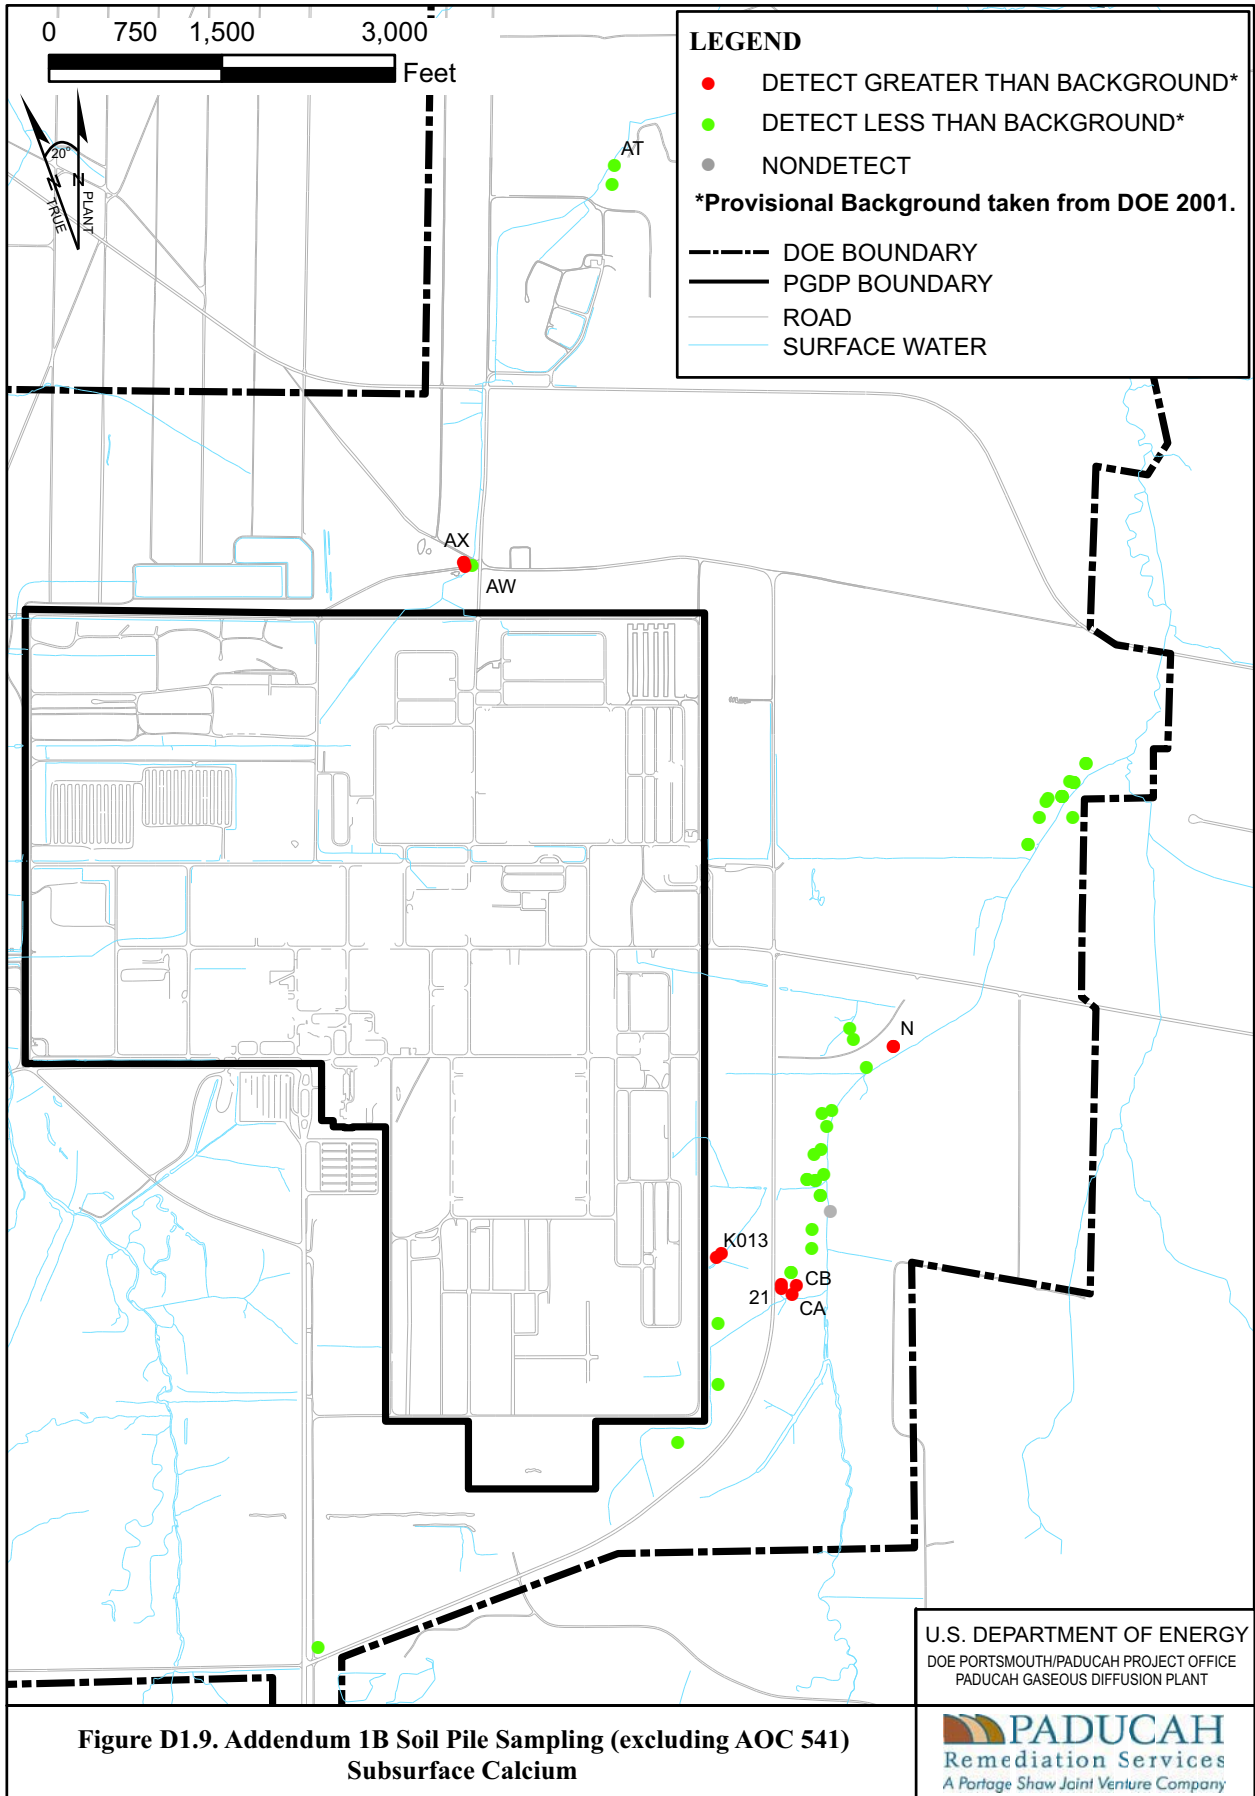 0 750 1,500 3,000
Feet
20°
N
TRUE
N
PLANT
LEGEND
DETECT GREATER THAN BACKGROUND*
DETECT LESS THAN BACKGROUND*
NONDETECT
*Provisional Background taken from DOE 2001.
DOE BOUNDARY
PGDP BOUNDARY
ROAD
SURFACE WATER
AT
AX
AW
N
K013
CB
21
CA
U.S. DEPARTMENT OF ENERGY
DOE PORTSMOUTH/PADUCAH PROJECT OFFICE
PADUCAH GASEOUS DIFFUSION PLANT
Figure D1.9. Addendum 1B Soil Pile Sampling (excluding AOC 541)
Subsurface Calcium
PADUCAH
Remediation Services
A Portage Shaw Joint Venture Company